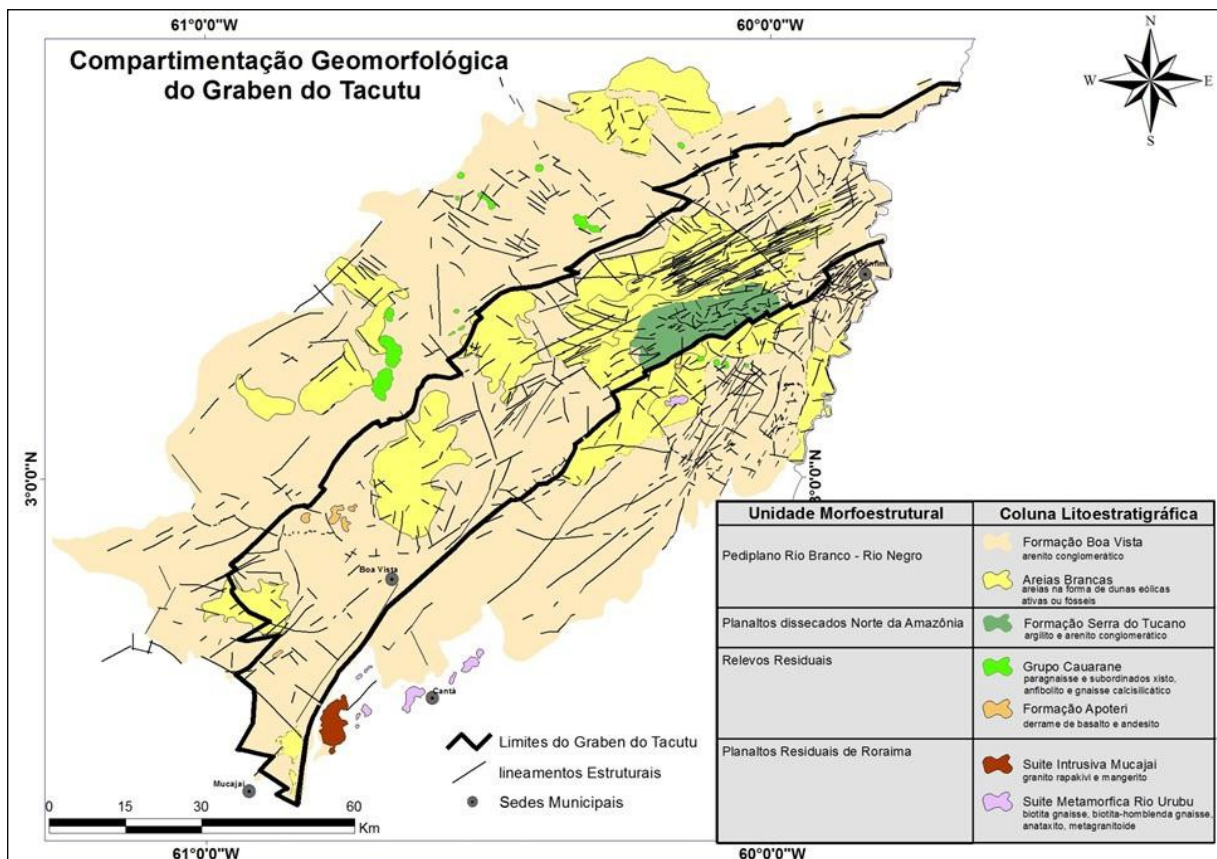 61°0'0"W
60°0'0"W
Compartimentação Geomorfológica
do Graben do Tacutu
N
W
E
S
Bonfim
3°0'0"N
3°0'0"N
Boa Vista
Cantá
Mucajaí
Limites do Graben do Tacutu
lineamentos Estruturais
Sedes Municipais
0
15
30
60
Km
61°0'0"W
60°0'0"W
Unidade Morfoestrutural
Coluna Litoestratigráfica
Pediplano Rio Branco - Rio Negro
Formação Boa Vista
arenito conglomerático
Areias Brancas
areias na forma de dunas eólicas
ativas ou fósseis
Planaltos dissecados Norte da Amazônia
Formação Serra do Tucano
argilito e arenito conglomerático
Relevos Residuais
Grupo Cauarane
paragnaisse e subordinados xisto,
anfibolito e gnaisse calcisilicático
Formação Apoteri
derrame de basalto e andesito
Planaltos Residuais de Roraima
Suite Intrusiva Mucajai
granito rapakivi e mangerito
Suite Metamorfica Rio Urubu
biotita gnaisse, biotita-hornblenda gnaisse,
anataxito, metagranitoide